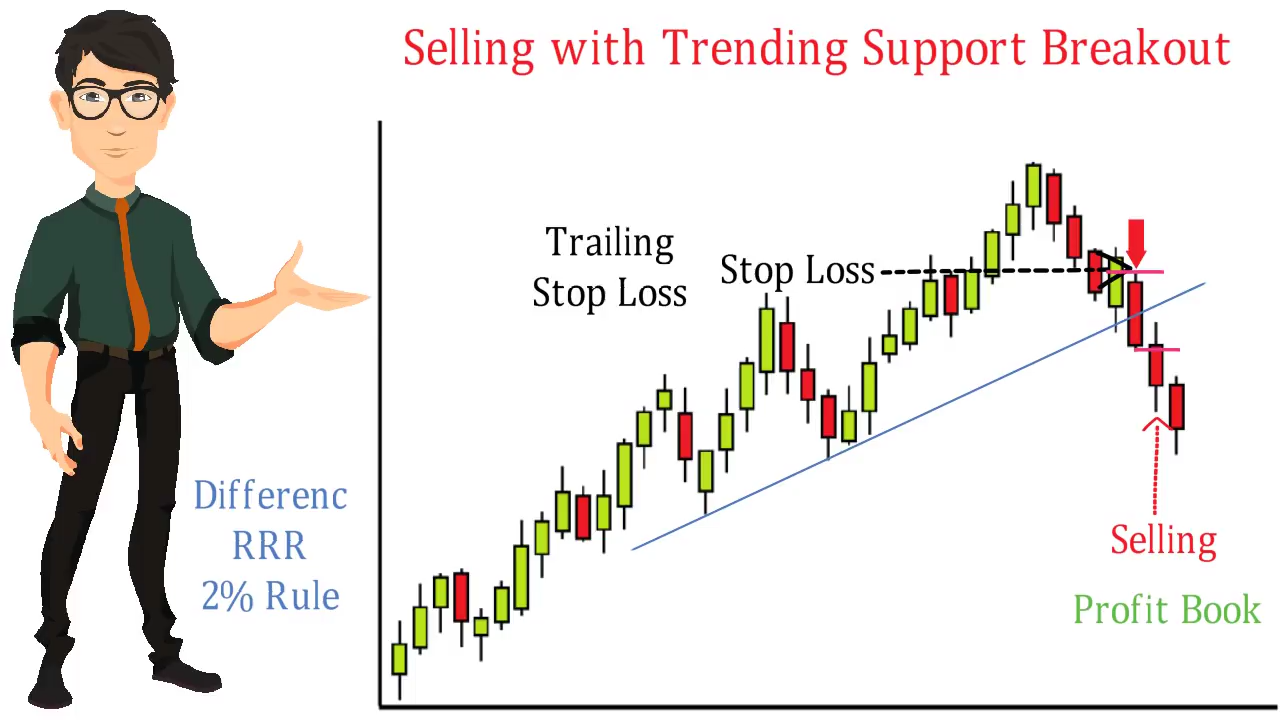 Selling with Trending Support Breakout
Trailing
Stop Loss
Stop Loss
Differenc
RRR
2% Rule
Selling
Profit Book